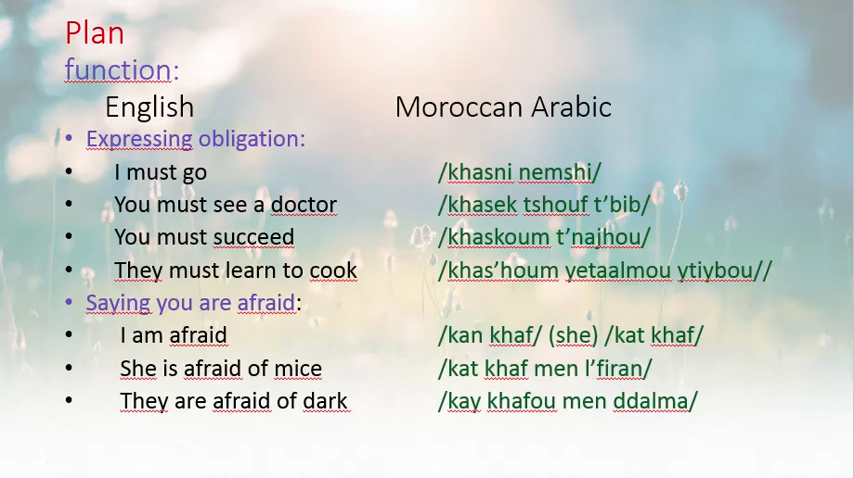 Plan
function:
English Moroccan Arabic
• Expressing obligation:
• I must go /khasni nemshi/
• You must see a doctor /khasek tshouf t’bib/
• You must succeed /khaskoum t’najhou/
• They must learn to cook /khas’houm yetaalmou ytiybou//
• Saying you are afraid:
• I am afraid /kan khaf/ (she) /kat khaf/
• She is afraid of mice /kat khaf men l’firan/
• They are afraid of dark /kay khafou men ddalma/